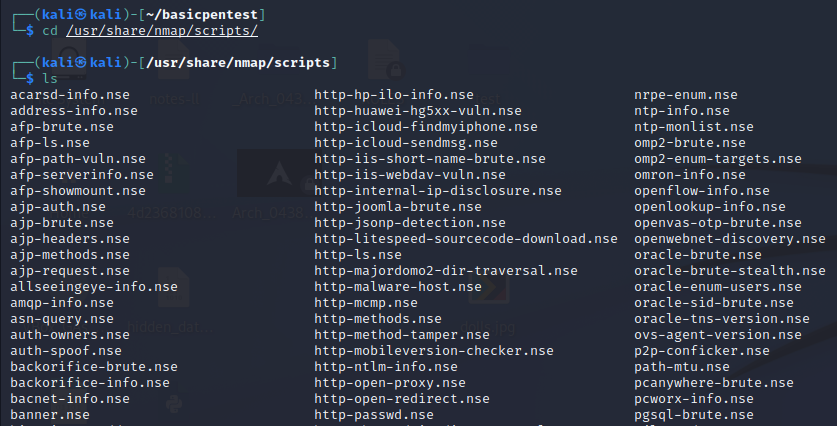 ┌──(kali㉿kali)-[~/basicpentest]
└─$ cd /usr/share/nmap/scripts/
┌──(kali㉿kali)-[/usr/share/nmap/scripts]
└─$ ls
acarsd-info.nse http-hp-ilo-info.nse nrpe-enum.nse
address-info.nse http-huawei-hg5xx-vuln.nse ntp-info.nse
afp-brute.nse http-icloud-findmyiphone.nse ntp-monlist.nse
afp-ls.nse http-icloud-sendmsg.nse omp2-brute.nse
afp-path-vuln.nse http-iis-short-name-brute.nse omp2-enum-targets.nse
afp-serverinfo.nse http-iis-webdav-vuln.nse omron-info.nse
afp-showmount.nse http-internal-ip-disclosure.nse openflow-info.nse
ajp-auth.nse http-joomla-brute.nse openlookup-info.nse
ajp-brute.nse http-jsonp-detection.nse openvas-otp-brute.nse
ajp-headers.nse http-litespeed-sourcecode-download.nse openwebnet-discovery.nse
ajp-methods.nse http-ls.nse oracle-brute.nse
ajp-request.nse http-majordomo2-dir-traversal.nse oracle-brute-stealth.nse
allseeingeye-info.nse http-malware-host.nse oracle-enum-users.nse
amqp-info.nse http-mcmp.nse oracle-sid-brute.nse
asn-query.nse http-methods.nse oracle-tns-version.nse
auth-owners.nse http-method-tamper.nse ovs-agent-version.nse
auth-spoof.nse http-mobileversion-checker.nse p2p-conficker.nse
backorifice-brute.nse http-ntlm-info.nse path-mtu.nse
backorifice-info.nse http-open-proxy.nse pcanywhere-brute.nse
bacnet-info.nse http-open-redirect.nse pcworx-info.nse
banner.nse http-passwd.nse pgsql-brute.nse